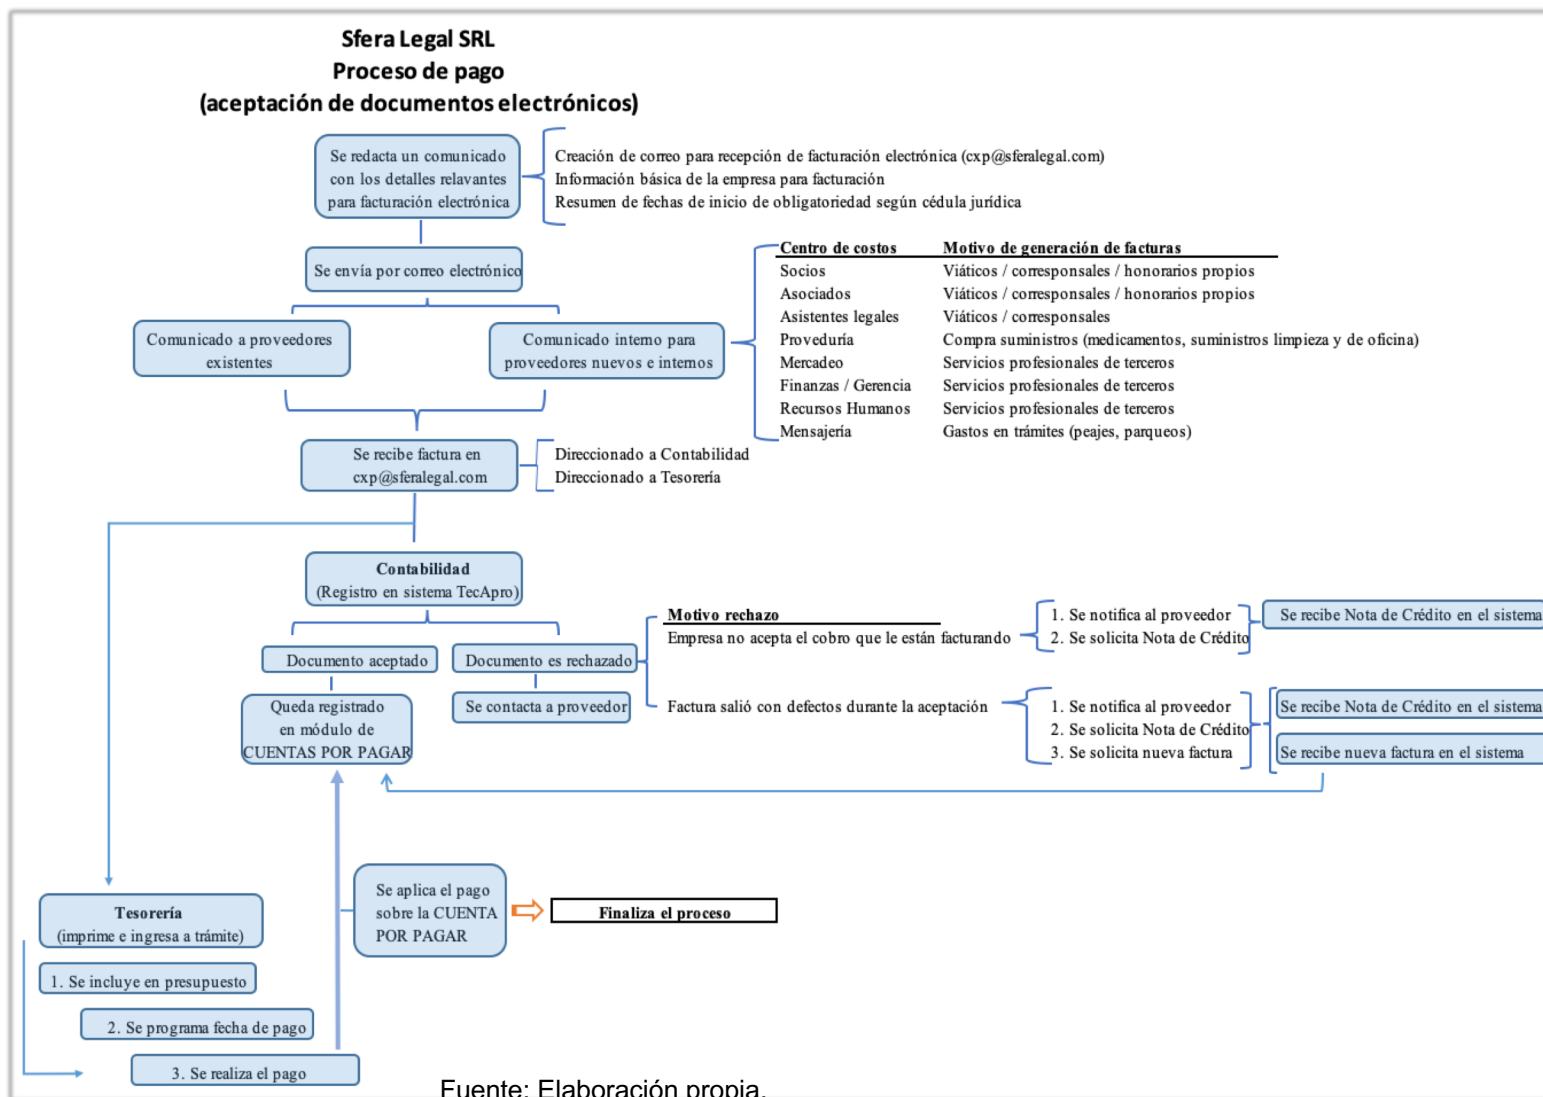 Sfera Legal SRL
Proceso de pago
(aceptación de documentos electrónicos)
Se redacta un comunicado
con los detalles relavantes
para facturación electrónica
Creación de correo para recepción de facturación electrónica (cxp@sferalegal.com)
Información básica de la empresa para facturación
Resumen de fechas de inicio de obligatoriedad según cédula jurídica
Se envía por correo electrónico
Comunicado a proveedores
existentes
Comunicado interno para
proveedores nuevos e internos
Centro de costos Motivo de generación de facturas
Socios Viáticos / corresponsales / honorarios propios
Asociados Viáticos / corresponsales / honorarios propios
Asistentes legales Viáticos / corresponsales
Proveduría Compra suministros (medicamentos, suministros limpieza y de oficina)
Mercadeo Servicios profesionales de terceros
Finanzas / Gerencia Servicios profesionales de terceros
Recursos Humanos Servicios profesionales de terceros
Mensajería Gastos en trámites (peajes, parqueos)
Se recibe factura en
cxp@sferalegal.com
Direccionado a Contabilidad
Direccionado a Tesorería
Contabilidad
(Registro en sistema TecApro)
Documento aceptado
Documento es rechazado
Queda registrado
en módulo de
CUENTAS POR PAGAR
Se contacta a proveedor
Motivo rechazo
Empresa no acepta el cobro que le están facturando
1. Se notifica al proveedor
2. Se solicita Nota de Crédito
Se recibe Nota de Crédito en el sistema
Factura salió con defectos durante la aceptación
1. Se notifica al proveedor
2. Se solicita Nota de Crédito
3. Se solicita nueva factura
Se recibe Nota de Crédito en el sistema
Se recibe nueva factura en el sistema
Se aplica el pago
sobre la CUENTA
POR PAGAR
Finaliza el proceso
Tesorería
(imprime e ingresa a trámite)
1. Se incluye en presupuesto
2. Se programa fecha de pago
3. Se realiza el pago
Fuente: Elaboración propia.